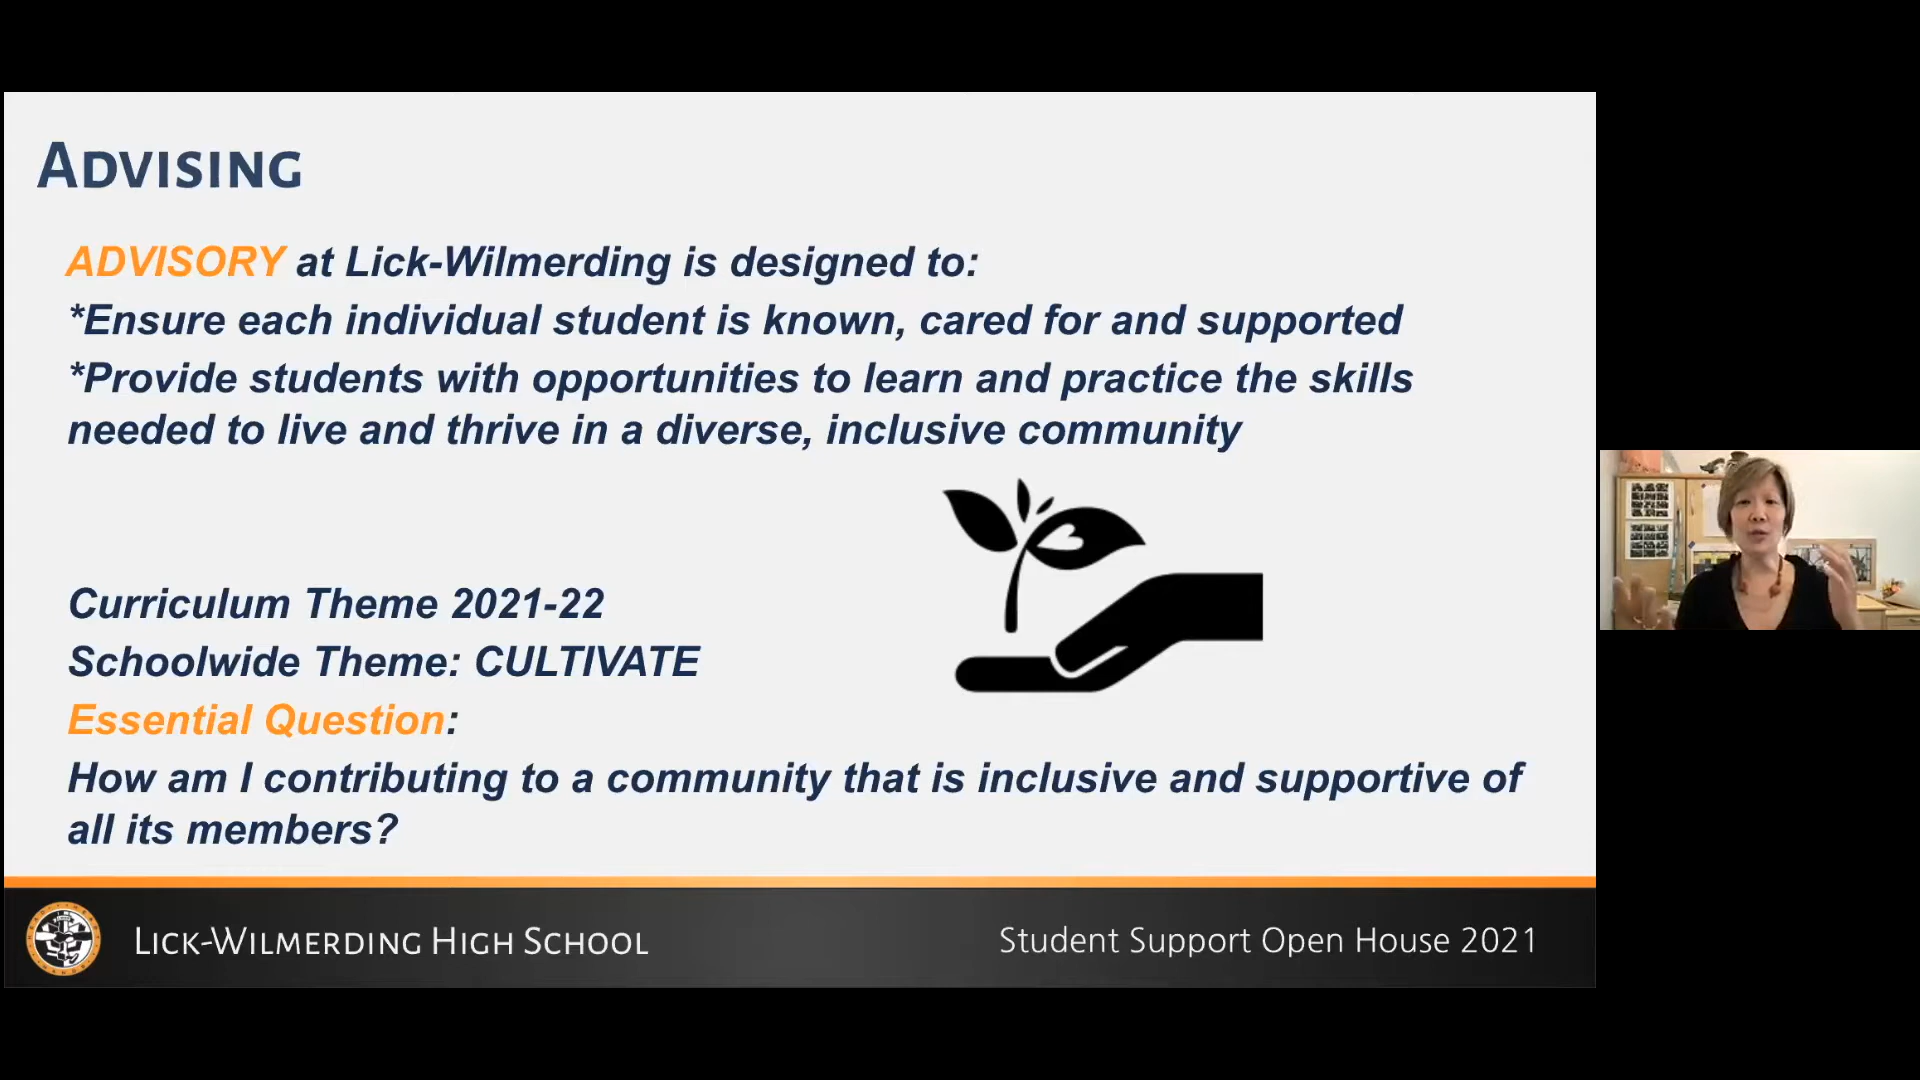 ADVISING
ADVISORY at Lick-Wilmerding is designed to:
*Ensure each individual student is known, cared for and supported
*Provide students with opportunities to learn and practice the skills
needed to live and thrive in a diverse, inclusive community
Curriculum Theme 2021-22
Schoolwide Theme: CULTIVATE
Essential Question:
How am I contributing to a community that is inclusive and supportive of
all its members?
LICK-WILMERDING HIGH SCHOOL
Student Support Open House 2021